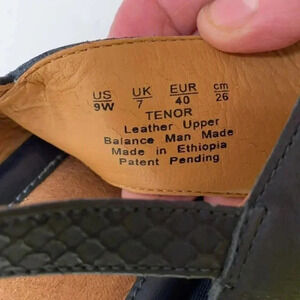 US UK EUR cm
9W 7 40 26
TENOR
Leather Upper
Balance Man Made
Made in Ethiopia
Patent Pending